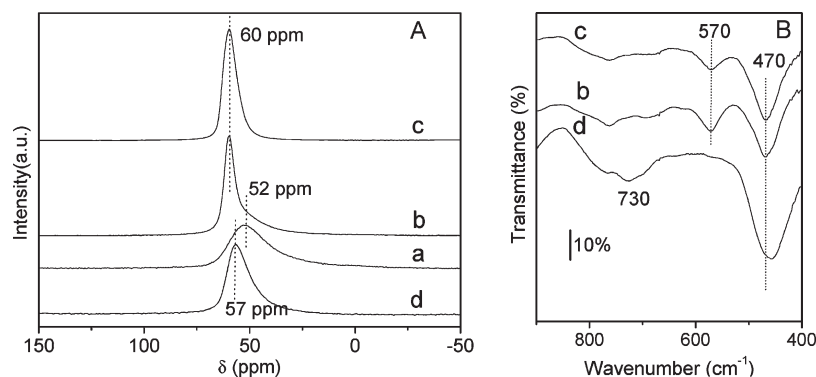 A
60 ppm
c
52 ppm
b
a
d
57 ppm
Intensity(a.u.)
150 100 50 0 -50
δ (ppm)
B
c
570
470
b
d
730
10%
Transmittance (%)
800 600 400
Wavenumber (cm⁻¹)